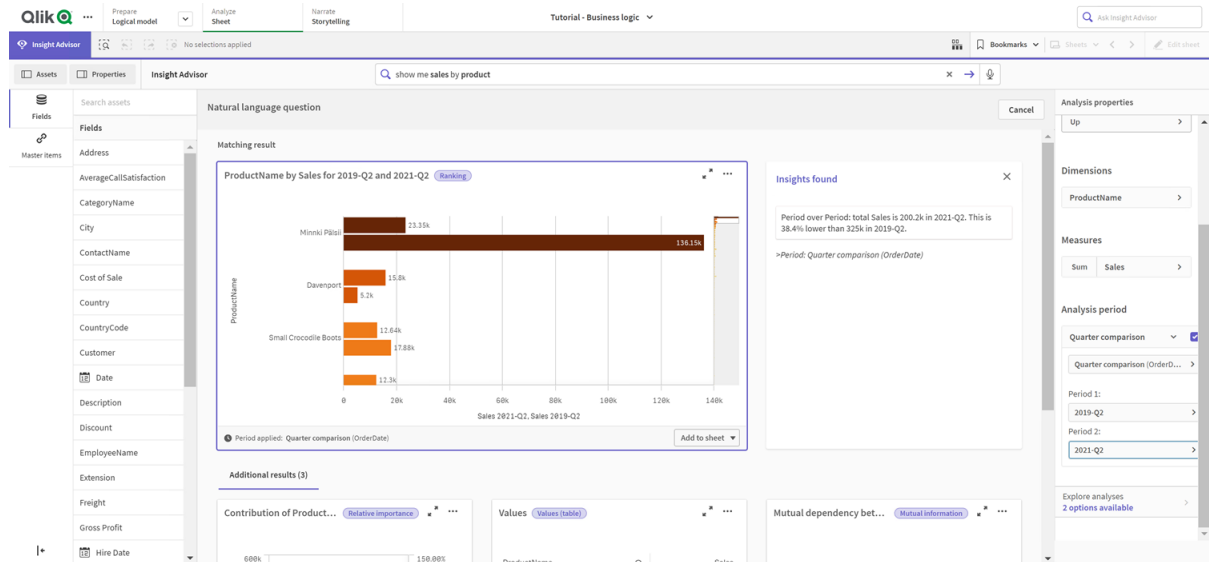 Qlik
Prepare
Logical model
Analyze
Sheet
Narrate
Storytelling
Tutorial - Business logic
Ask Insight Advisor
Insight Advisor
No selections applied
Bookmarks
Sheets
Edit sheet
Assets
Properties
Insight Advisor
show me sales by product
Fields
Master items
Search assets
Fields
Address
AverageCallSatisfaction
CategoryName
City
ContactName
Cost of Sale
Country
CountryCode
Customer
Date
Description
Discount
EmployeeName
Extension
Freight
Gross Profit
Hire Date
Natural language question
Cancel
Matching result
ProductName by Sales for 2019-Q2 and 2021-Q2
Ranking
ProductName
Minnki Pälsii
23.35k
136.15k
Davenport
15.8k
5.2k
Small Crocodile Boots
12.64k
17.88k
12.3k
0 20k 40k 60k 80k 100k 120k 140k
Sales 2021-Q2, Sales 2019-Q2
Period applied: Quarter comparison (OrderDate)
Add to sheet
Insights found
Period over Period: total Sales is 200.2k in 2021-Q2. This is
38.4% lower than 325k in 2019-Q2.
>Period: Quarter comparison (OrderDate)
Additional results (3)
Contribution of Product...
Relative importance
600k
150.00%
Values
Values (table)
ProductName
Sales
Mutual dependency bet...
Mutual information
Analysis properties
Up
Dimensions
ProductName
Measures
Sum
Sales
Analysis period
Quarter comparison
Quarter comparison (OrderD...
Period 1:
2019-Q2
Period 2:
2021-Q2
Explore analyses
2 options available